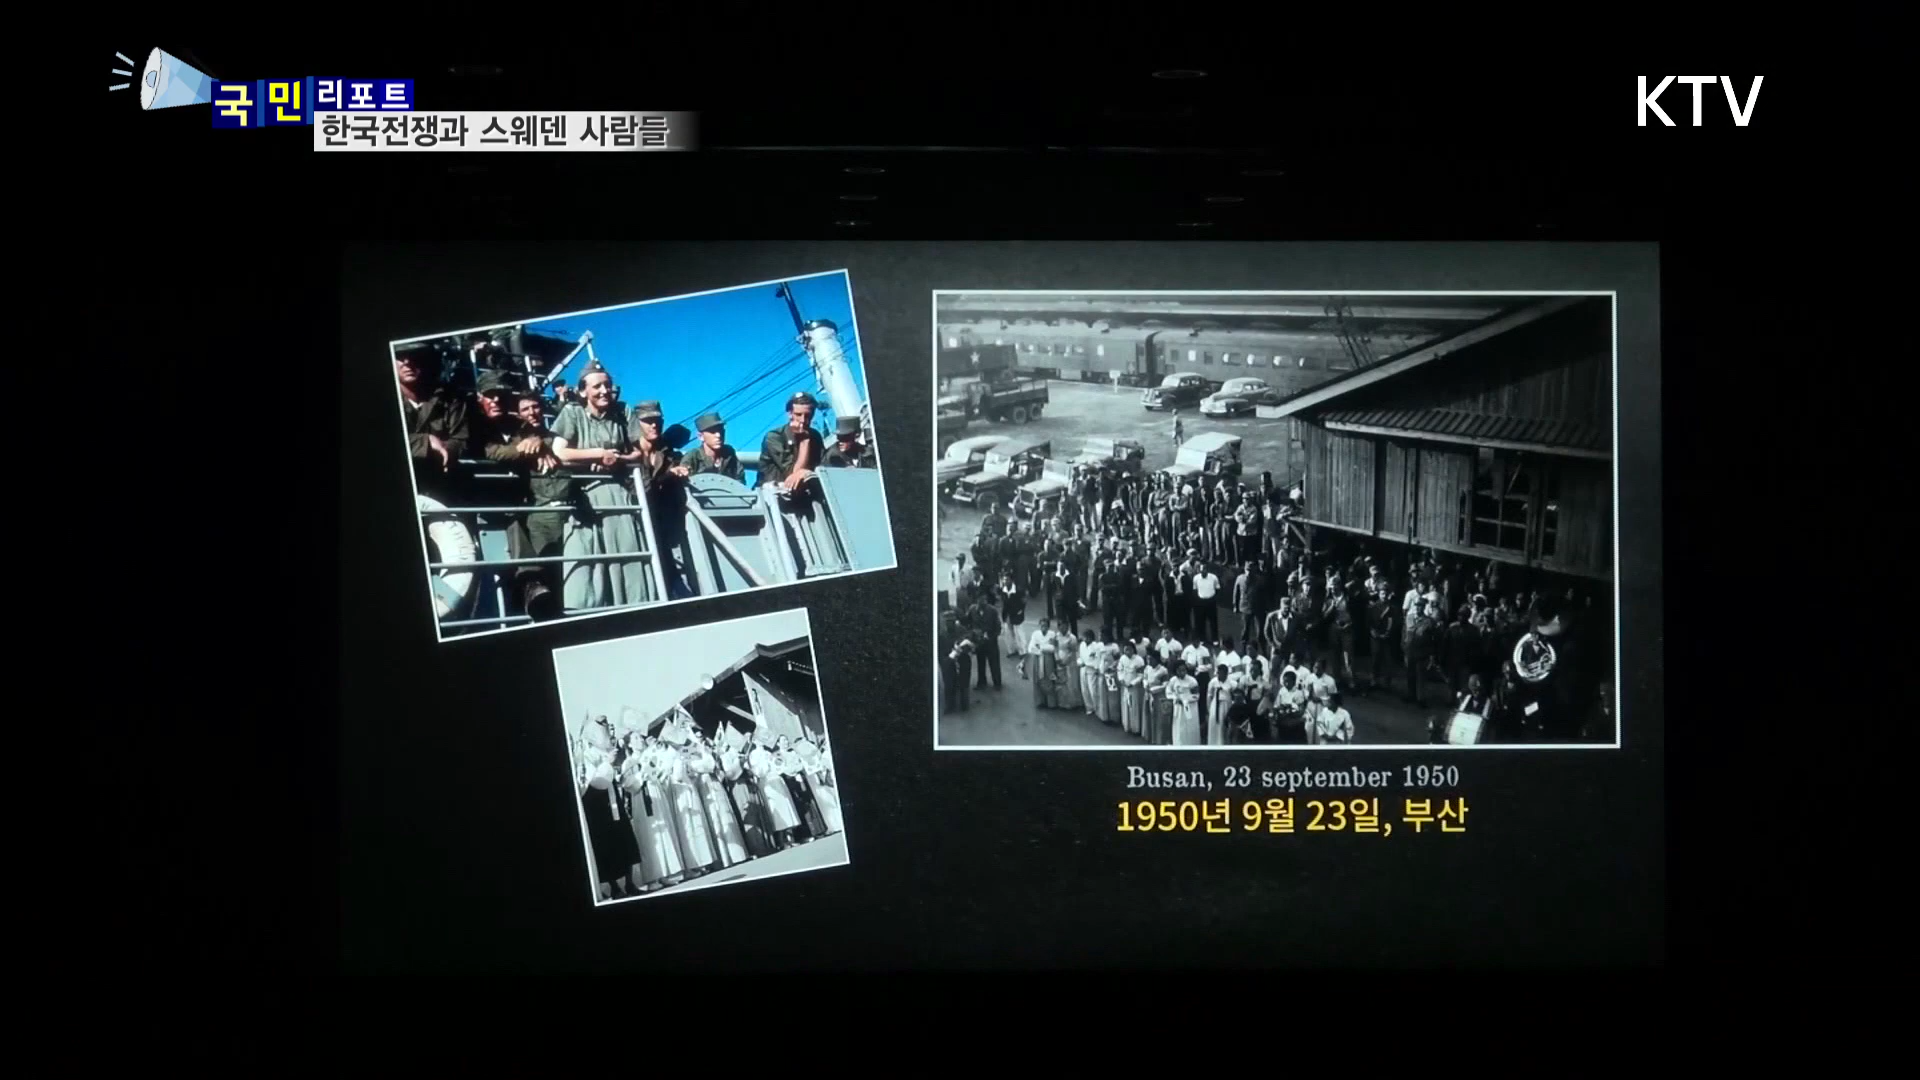 국민 리포트
한국전쟁과 스웨덴 사람들
KTV
Busan, 23 september 1950
1950년 9월 23일, 부산